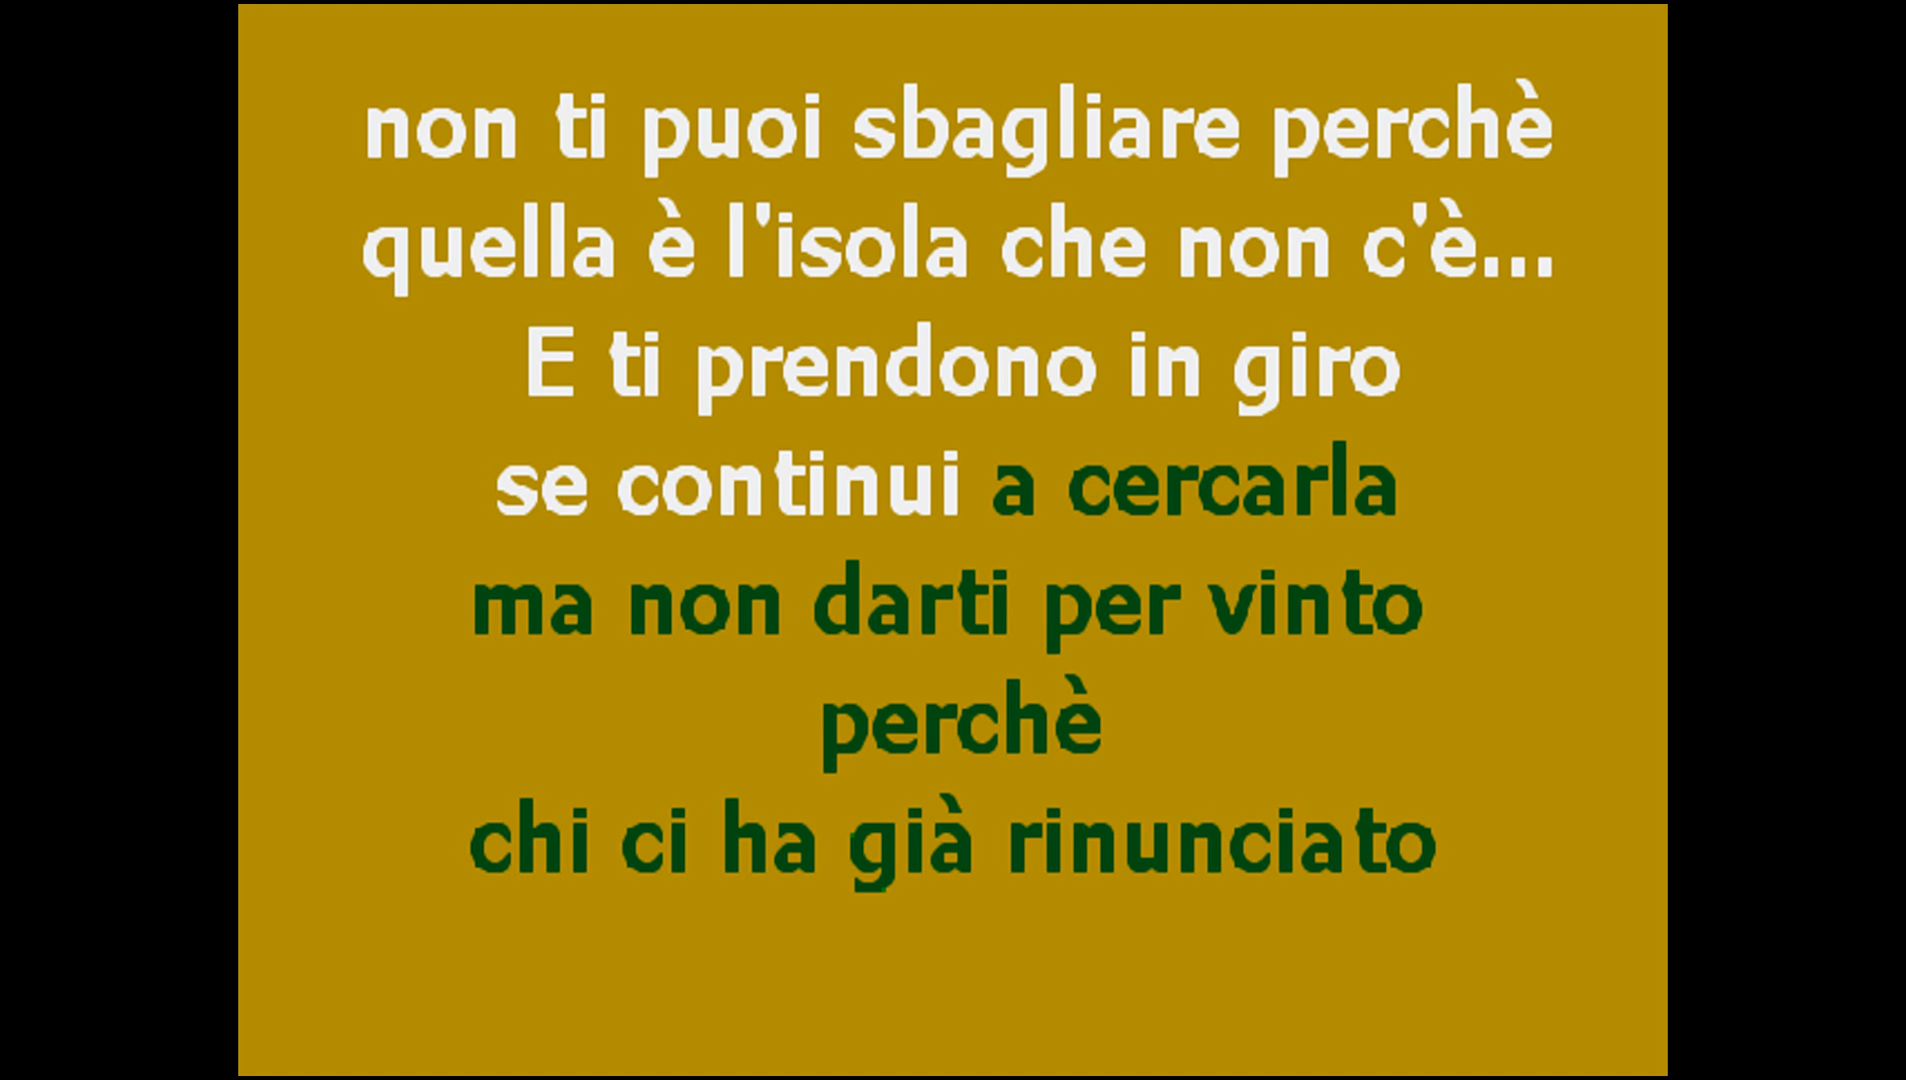 non ti puoi sbagliare perchè
quella è l'isola che non c'è...
E ti prendono in giro
se continui a cercarla
ma non darti per vinto
perchè
chi ci ha già rinunciato